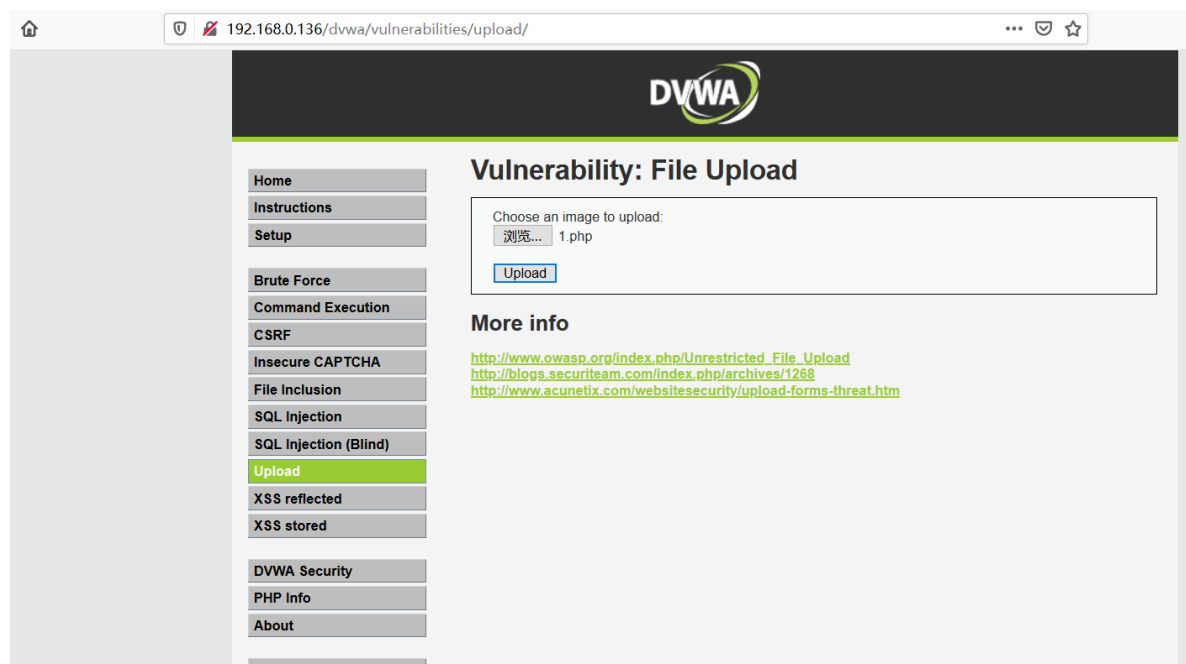 192.168.0.136/dvwa/vulnerabilities/upload/
DVWA
Home
Instructions
Setup
Brute Force
Command Execution
CSRF
Insecure CAPTCHA
File Inclusion
SQL Injection
SQL Injection (Blind)
Upload
XSS reflected
XSS stored
DVWA Security
PHP Info
About
Vulnerability: File Upload
Choose an image to upload:
浏览... 1.php
Upload
More info
http://www.owasp.org/index.php/Unrestricted_File_Upload
http://blogs.securiteam.com/index.php/archives/1268
http://www.acunetix.com/websitesecurity/upload-forms-threat.htm